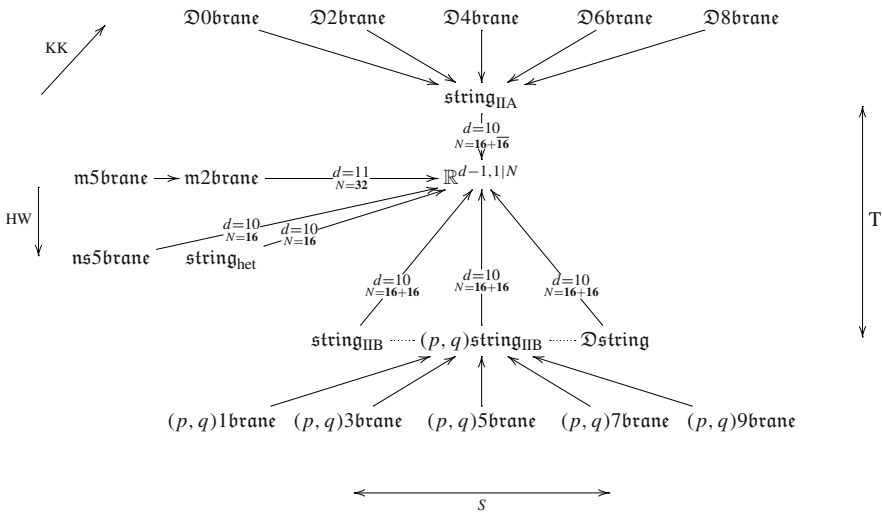 𝔇0𝔟𝔯𝔞𝔫𝔢 𝔇2𝔟𝔯𝔞𝔫𝔢 𝔇4𝔟𝔯𝔞𝔫𝔢 𝔇6𝔟𝔯𝔞𝔫𝔢 𝔇8𝔟𝔯𝔞𝔫𝔢
KK
𝔰𝔱𝔯𝔦𝔫𝔤_IIA
d=10
N=16+\overline{16}
𝔪5𝔟𝔯𝔞𝔫𝔢 𝔪2𝔟𝔯𝔞𝔫𝔢 d=11 ℝ^{d−1,1|N}
N=32
HW
T
d=10 d=10
N=16 N=16
𝔫𝔰5𝔟𝔯𝔞𝔫𝔢 𝔰𝔱𝔯𝔦𝔫𝔤_het
d=10 d=10 d=10
N=16+16 N=16+16 N=16+16
𝔰𝔱𝔯𝔦𝔫𝔤_IIB (p, q)𝔰𝔱𝔯𝔦𝔫𝔤_IIB 𝔇𝔰𝔱𝔯𝔦𝔫𝔤
(p, q)1𝔟𝔯𝔞𝔫𝔢 (p, q)3𝔟𝔯𝔞𝔫𝔢 (p, q)5𝔟𝔯𝔞𝔫𝔢 (p, q)7𝔟𝔯𝔞𝔫𝔢 (p, q)9𝔟𝔯𝔞𝔫𝔢
S